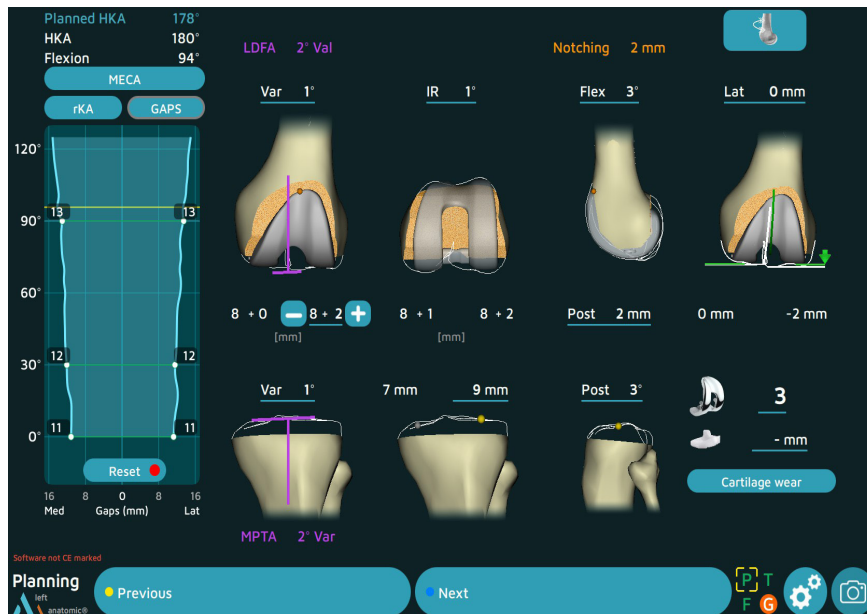 Planned HKA 178°
HKA 180°
Flexion 94°
MECA
rKA GAPS
LDFA 2° Val
Notching 2 mm
Var 1°
IR 1°
Flex 3°
Lat 0 mm
120°
90°
60°
30°
0°
13 13
12 12
11 11
Reset
16 8 0 8 16
Med Gaps (mm) Lat
8 + 0 − 8 + 2 +
[mm]
8 + 1 8 + 2
[mm]
Post 2 mm
0 mm -2 mm
Var 1°
7 mm 9 mm
Post 3°
3
- mm
Cartilage wear
MPTA 2° Var
Software not CE marked
Planning
left
anatomic®
Previous
Next
P T
F G